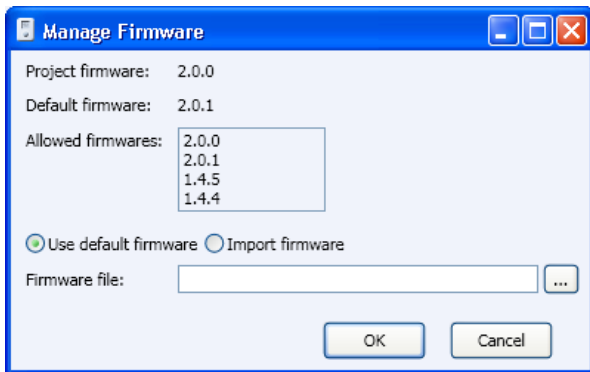 Manage Firmware
Project firmware: 2.0.0
Default firmware: 2.0.1
Allowed firmwares: 2.0.0
2.0.1
1.4.5
1.4.4
Use default firmware Import firmware
Firmware file: ...
OK Cancel